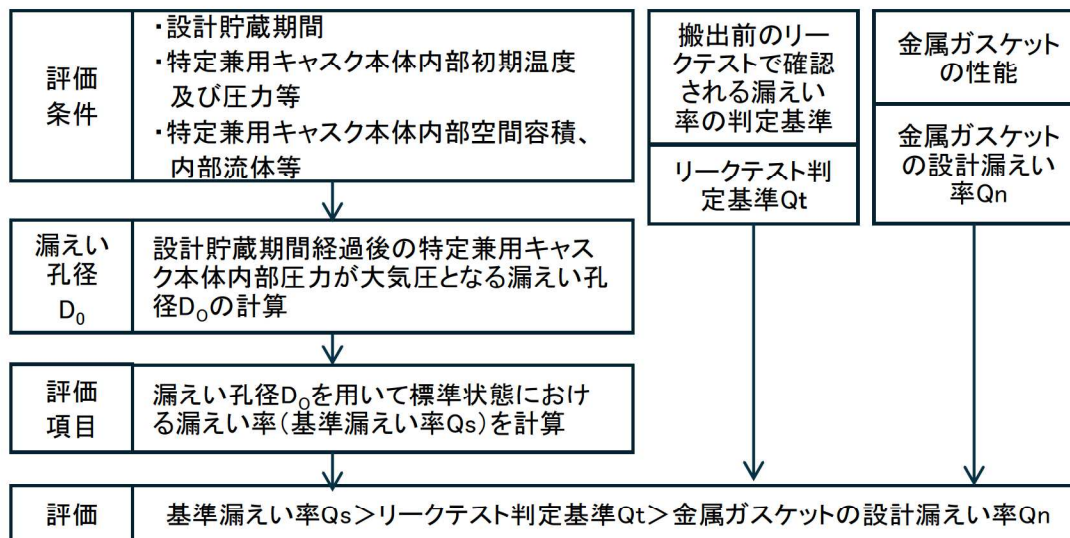 評価
条件
・設計貯蔵期間
・特定兼用キャスク本体内部初期温度
及び圧力等
・特定兼用キャスク本体内部空間容積、
内部流体等
搬出前のリー
クテストで確認
される漏えい
率の判定基準
リークテスト判
定基準Qt
金属ガスケット
の性能
金属ガスケット
の設計漏えい
率Qn
漏えい
孔径
D₀
設計貯蔵期間経過後の特定兼用キャス
ク本体内部圧力が大気圧となる漏えい孔
径Dₒの計算
評価
項目
漏えい孔径Dₒを用いて標準状態にお
ける漏えい率(基準漏えい率Qs)を計算
評価
基準漏えい率Qs>リークテスト判定基準Qt>金属ガスケットの設計漏えい率Qn